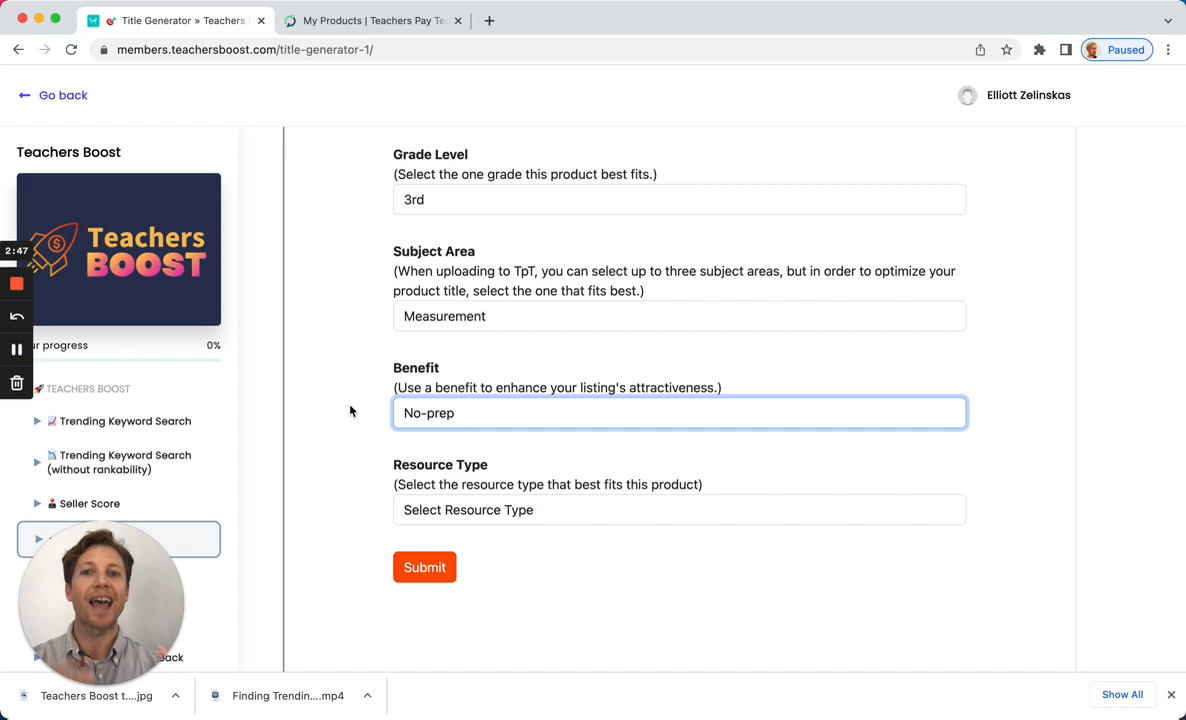 Title Generator » Teachers
My Products | Teachers Pay Te
members.teachersboost.com/title-generator-1/
Paused
Go back
Elliott Zelinskas
Teachers Boost
Teachers
BOOST
2:47
ur progress
0%
TEACHERS BOOST
Trending Keyword Search
Trending Keyword Search
(without rankability)
Seller Score
ack
Grade Level
(Select the one grade this product best fits.)
3rd
Subject Area
(When uploading to TpT, you can select up to three subject areas, but in order to optimize your
product title, select the one that fits best.)
Measurement
Benefit
(Use a benefit to enhance your listing's attractiveness.)
No-prep
Resource Type
(Select the resource type that best fits this product)
Select Resource Type
Submit
Teachers Boost t....jpg
Finding Trendin....mp4
Show All